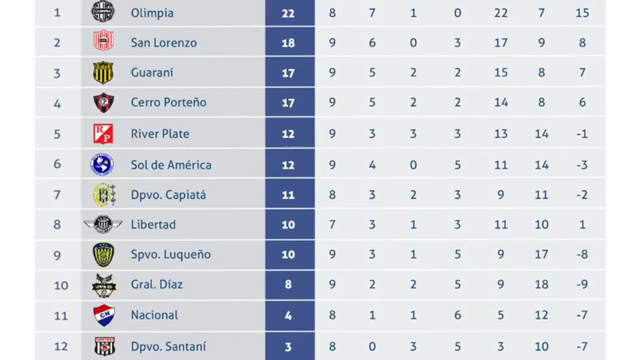 1 Olimpia 22 8 7 1 0 22 7 15
2 San Lorenzo 18 9 6 0 3 17 9 8
3 Guaraní 17 9 5 2 2 15 8 7
4 Cerro Porteño 17 9 5 2 2 14 8 6
5 River Plate 12 9 3 3 3 13 14 -1
6 Sol de América 12 9 4 0 5 11 14 -3
7 Dpvo. Capiatá 11 8 3 2 3 9 11 -2
8 Libertad 10 7 3 1 3 11 10 1
9 Spvo. Luqueño 10 9 3 1 5 9 17 -8
10 Gral. Díaz 8 9 2 2 5 9 18 -9
11 Nacional 4 8 1 1 6 5 12 -7
12 Dpvo. Santaní 3 8 0 3 5 3 10 -7